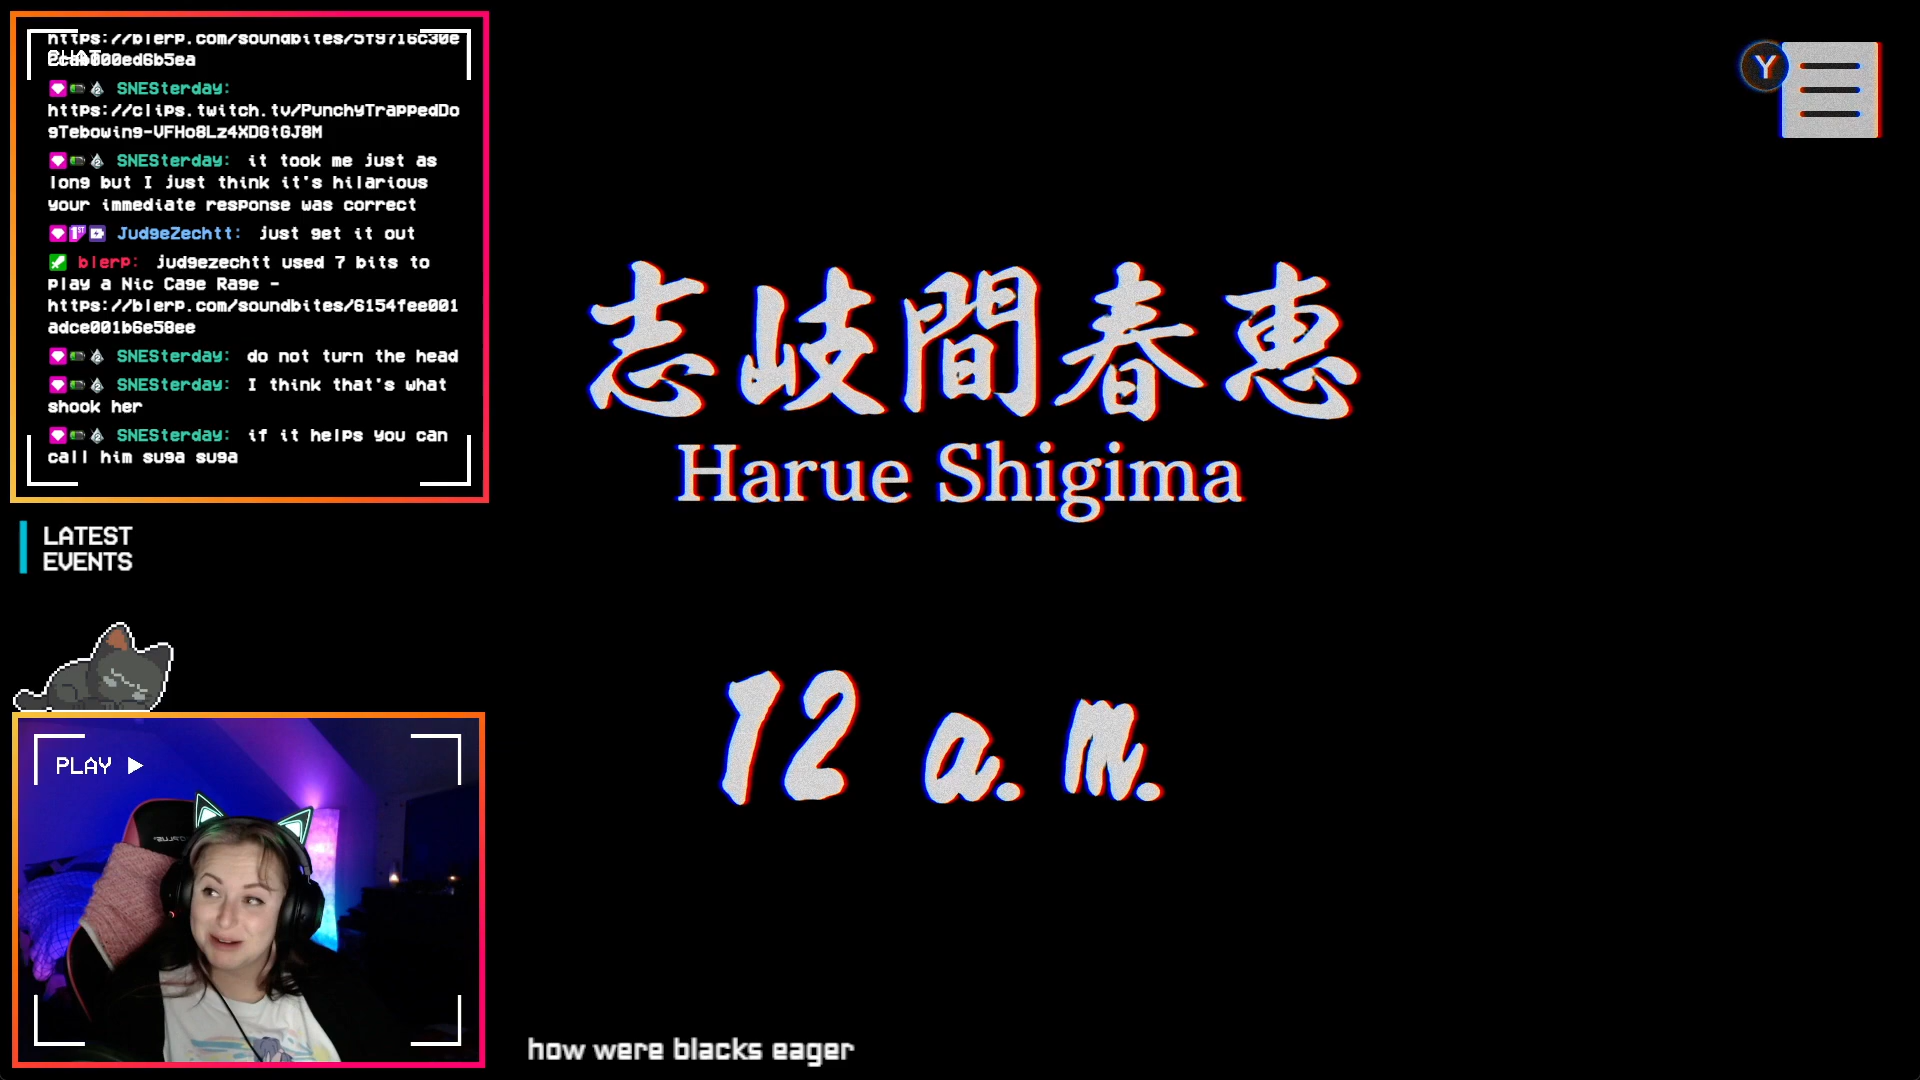 https://blerp.com/soundbites/5f9716c30e
2cab000ed6b5ea
CHAT
SNESterday:
https://clips.twitch.tv/PunchyTrappedDo
gTebowing-VFHo8Lz4XDGtGJ8M
SNESterday: it took me just as
long but I just think it's hilarious
your immediate response was correct
JudgeZechtt: just get it out
blerp: judgezechtt used 7 bits to
play a Nic Cage Rage -
https://blerp.com/soundbites/6154fee001
adce001b6e58ee
SNESterday: do not turn the head
SNESterday: I think that's what
shook her
SNESterday: if it helps you can
call him suga suga
LATEST
EVENTS
PLAY
Y
志岐間春恵
Harue Shigima
12 a.m.
how were blacks eager